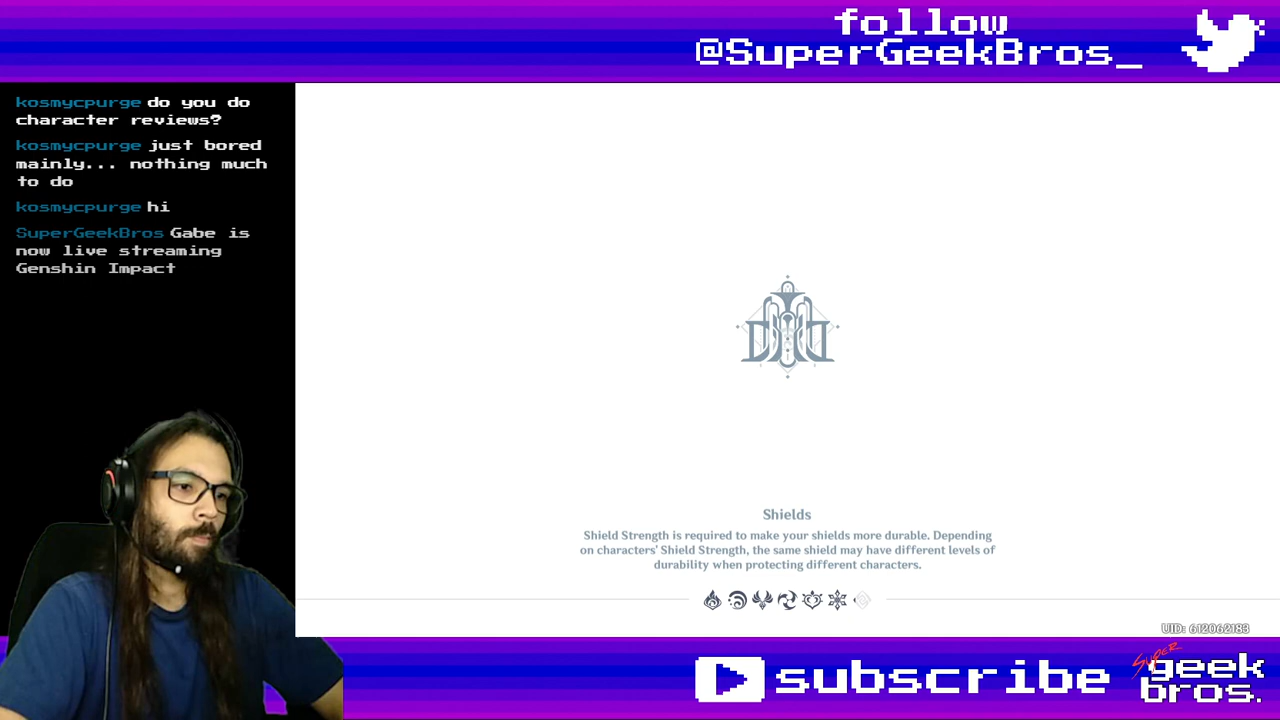 follow
@SuperGeekBros_
kosmycpurge do you do
character reviews?
kosmycpurge just bored
mainly... nothing much
to do
kosmycpurge hi
SuperGeekBros Gabe is
now live streaming
Genshin Impact
Shields
Shield Strength is required to make your shields more durable. Depending
on characters' Shield Strength, the same shield may have different levels of
durability when protecting different characters.
UID: 612062183
subscribe
SUPER
geek
bros.